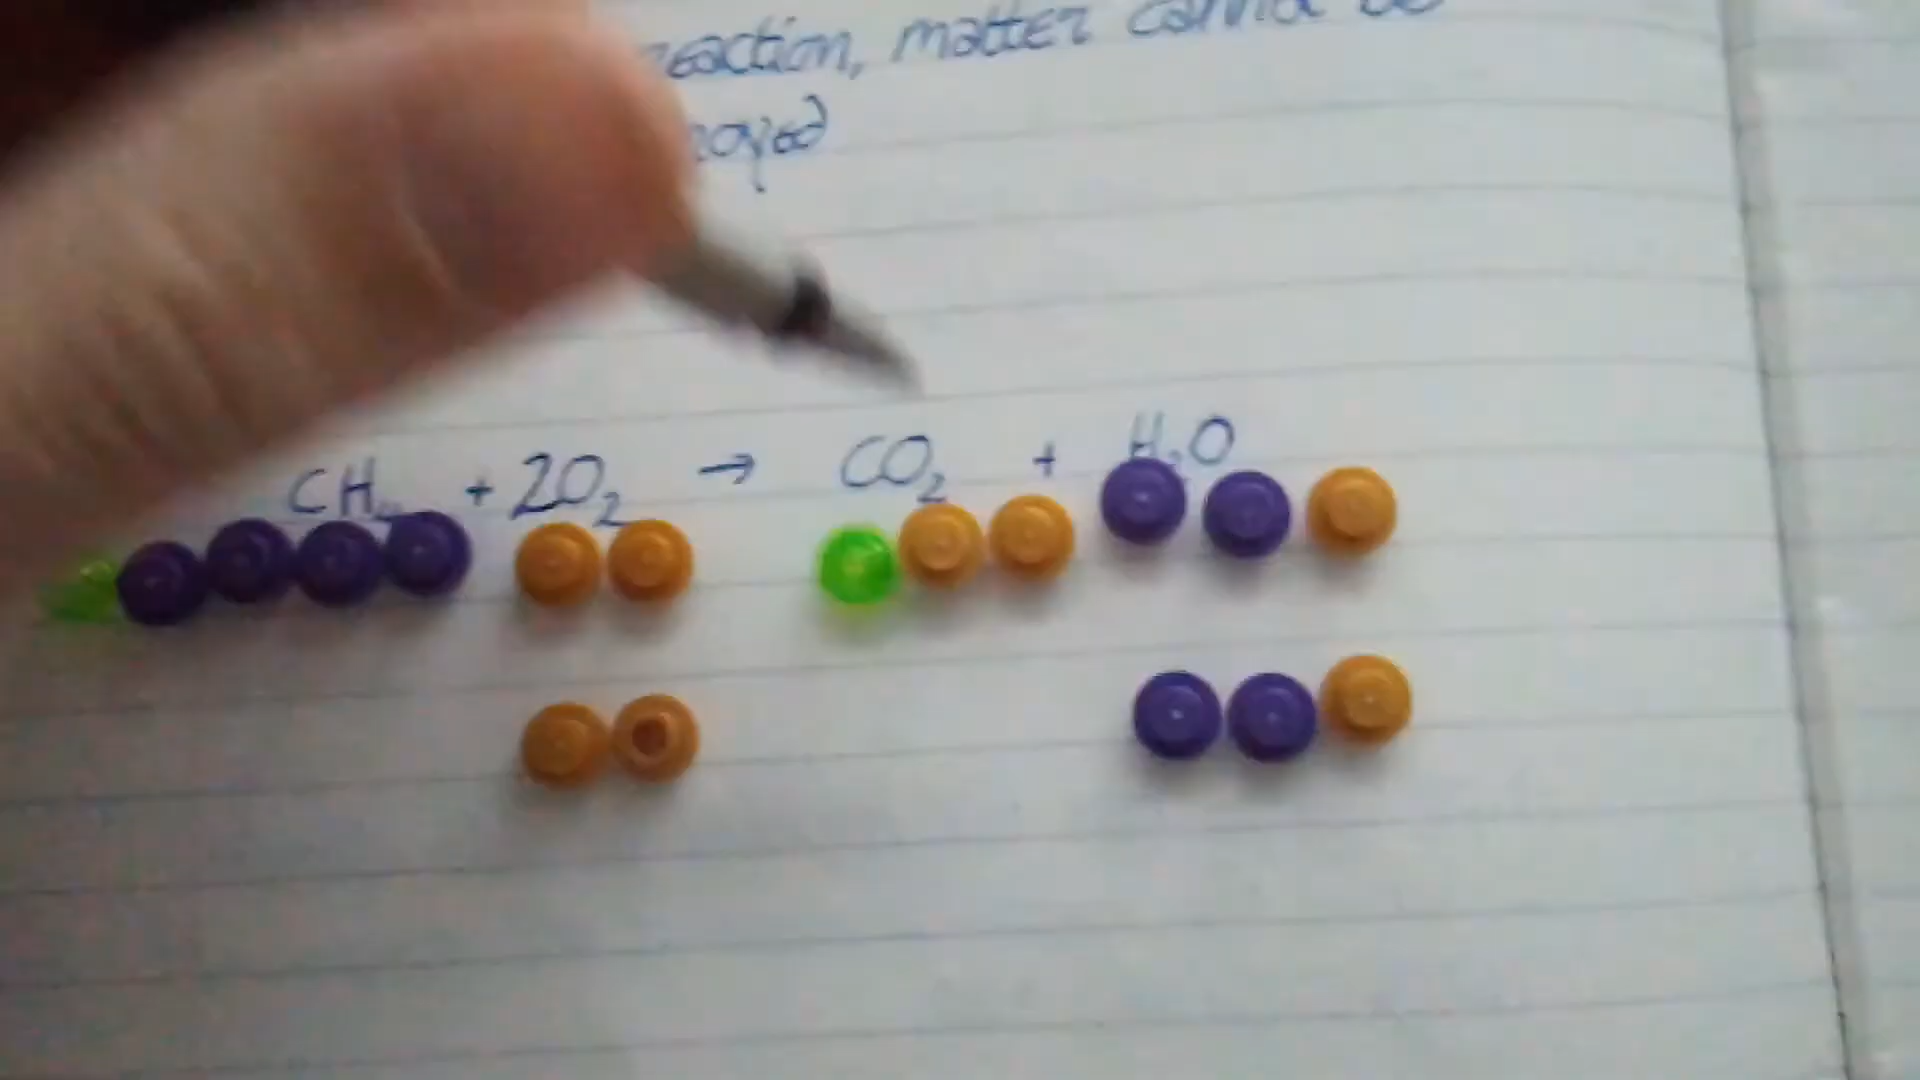 reaction, matter cannot be
CH₄ + 2O₂ → CO₂ + H₂O